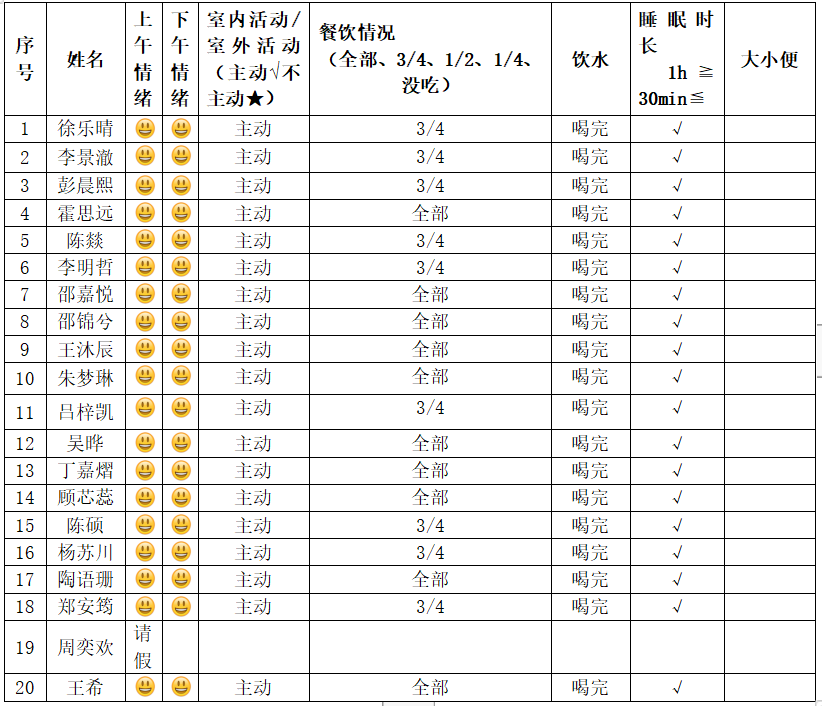 序号 姓名 上午情绪 下午情绪 室内活动/室外活动（主动√不主动★） 餐饮情况（全部、3/4、1/2、1/4、没吃） 饮水 睡眠时长 1h ≧ 30min≦ 大小便
1 徐乐晴 😃 😃 主动 3/4 喝完 √
2 李景澈 😃 😃 主动 3/4 喝完 √
3 彭晨熙 😃 😃 主动 3/4 喝完 √
4 霍思远 😃 😃 主动 全部 喝完 √
5 陈燚 😃 😃 主动 3/4 喝完 √
6 李明哲 😃 😃 主动 3/4 喝完 √
7 邵嘉悦 😃 😃 主动 全部 喝完 √
8 邵锦兮 😃 😃 主动 全部 喝完 √
9 王沐辰 😃 😃 主动 全部 喝完 √
10 朱梦琳 😃 😃 主动 全部 喝完 √
11 吕梓凯 😃 😃 主动 3/4 喝完 √
12 吴晔 😃 😃 主动 全部 喝完 √
13 丁嘉熠 😃 😃 主动 全部 喝完 √
14 顾芯蕊 😃 😃 主动 全部 喝完 √
15 陈硕 😃 😃 主动 3/4 喝完 √
16 杨苏川 😃 😃 主动 3/4 喝完 √
17 陶语珊 😃 😃 主动 全部 喝完 √
18 郑安筠 😃 😃 主动 3/4 喝完 √
19 周奕欢 请假
20 王希 😃 😃 主动 全部 喝完 √